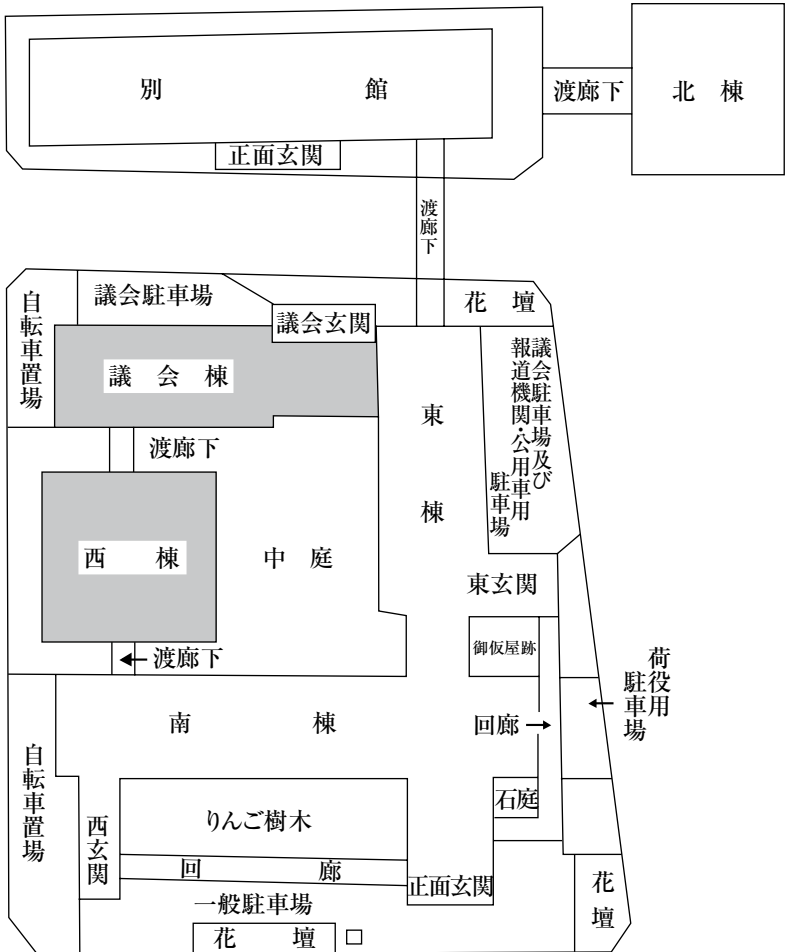 別 館
渡廊下
北 棟
正面玄関
渡廊下
自転車置場
議会駐車場
議会玄関
花 壇
議 会 棟
東 棟
議会駐車場及び
報道機関・公用車用
駐車場
渡廊下
西 棟
中 庭
東玄関
渡廊下
御仮屋跡
荷役用
駐車場
南 棟
回廊
自転車置場
西玄関
りんご樹木
石庭
回 廊
正面玄関
花壇
一般駐車場
花 壇